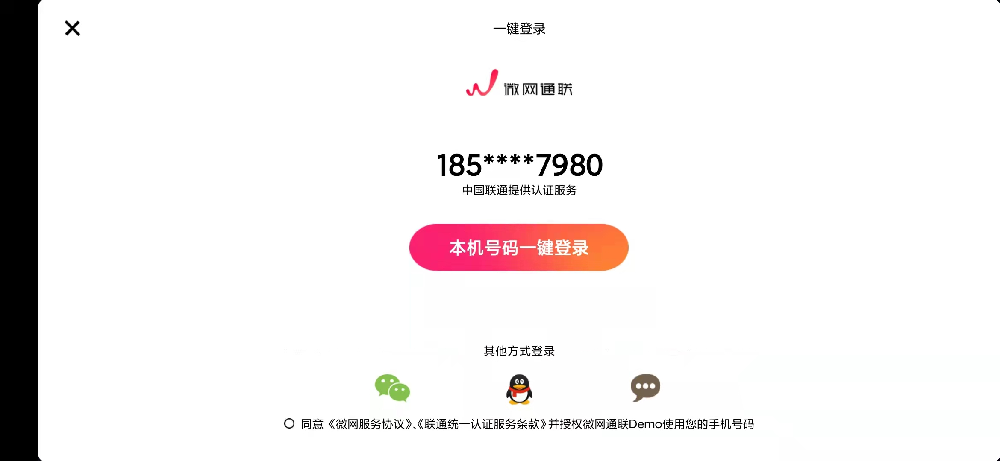 一键登录
微网通联
185****7980
中国联通提供认证服务
本机号码一键登录
其他方式登录
同意《微网服务协议》、《联通统一认证服务条款》并授权微网通联Demo使用您的手机号码